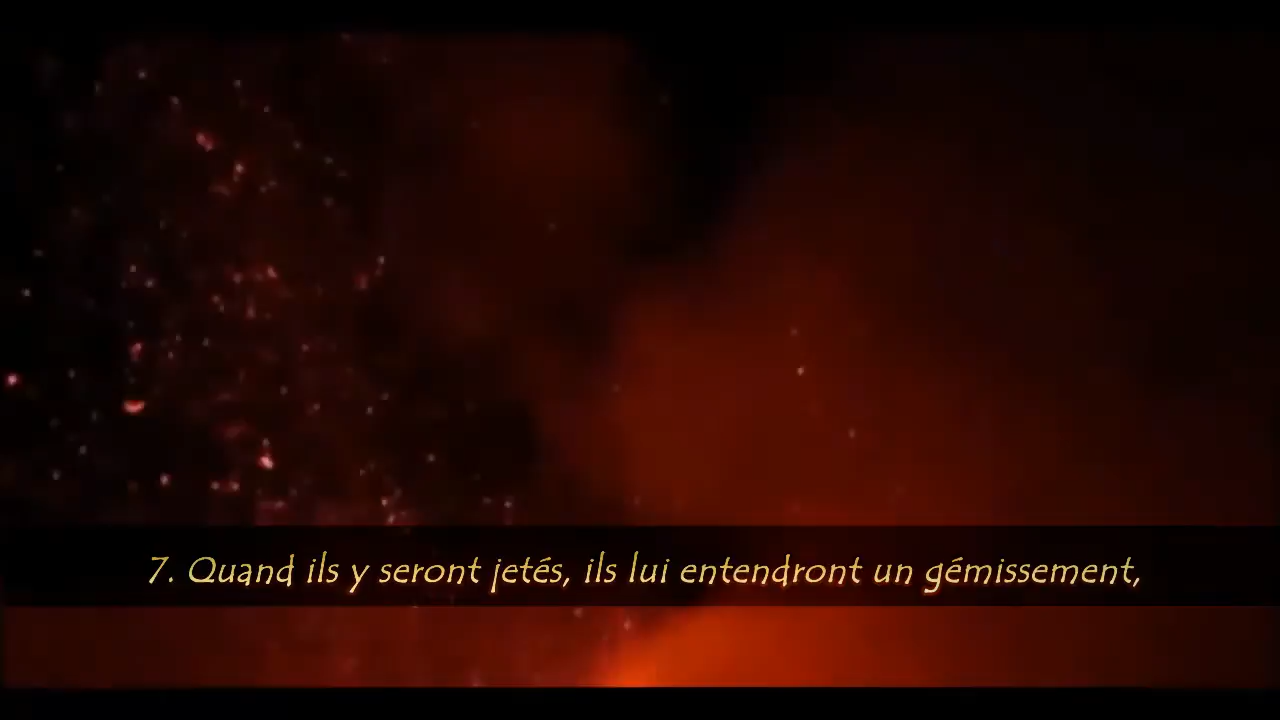 7. Quand ils y seront jetés, ils lui entendront un gémissement,